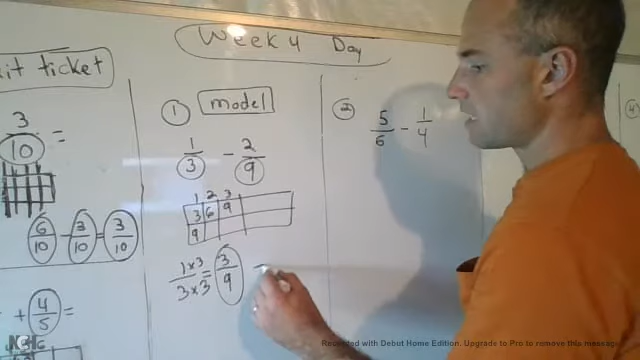 Week 4 Day
it ticket
3
10 =
6/10 - 3/10 = 3/10
+ 4/5 =
① model
1/3 - 2/9
1 2 3
3 6 9
9
1x3/3x3 = 3/9 -
② 5/6 - 1/4
④
Recorded with Debut Home Edition. Upgrade to Pro to remove this message.